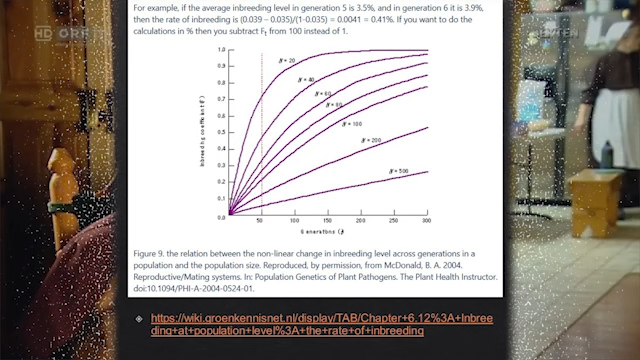 For example, if the average inbreeding level in generation 5 is 3.5%, and in generation 6 it is 3.9%,
then the rate of inbreeding is (0.039 – 0.035)/(1-0.035) = 0.0041 = 0.41%. If you want to do the
calculations in % then you subtract Ft from 100 instead of 1.
HD
1.0
0.9
0.8
0.7
0.6
0.5
0.4
0.3
0.2
0.1
0.0
Inbreeding coefficient (F)
N = 20
N = 40
N = 60
N = 80
N = 100
N = 200
N = 500
50 100 150 200 250 300
Generations (t)
Figure 9. the relation between the non-linear change in inbreeding level across generations in a
population and the population size. Reproduced, by permission, from McDonald, B. A. 2004.
Reproductive/Mating systems. In: Population Genetics of Plant Pathogens. The Plant Health Instructor.
doi:10.1094/PHI-A-2004-0524-01.
https://wiki.groenkennisnet.nl/display/TAB/Chapter+6.12%3A+Inbree
ding+at+population+level%3A+the+rate+of+inbreeding